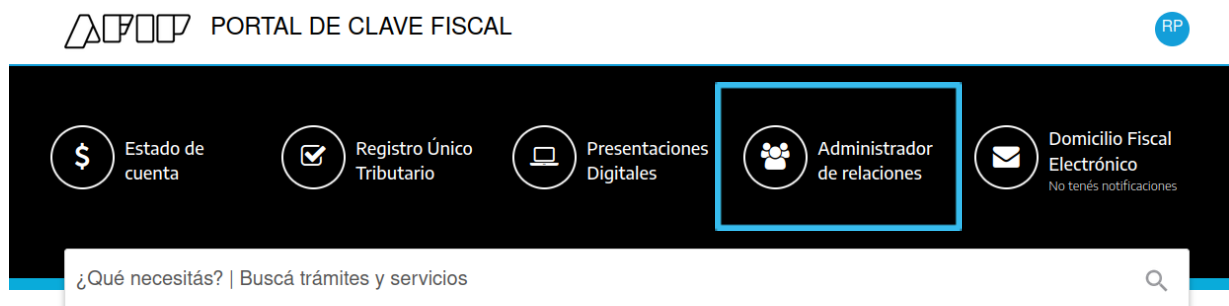 AFIP PORTAL DE CLAVE FISCAL
RP
Estado de
cuenta
Registro Único
Tributario
Presentaciones
Digitales
Administrador
de relaciones
Domicilio Fiscal
Electrónico
No tenés notificaciones
¿Qué necesitás? | Buscá trámites y servicios